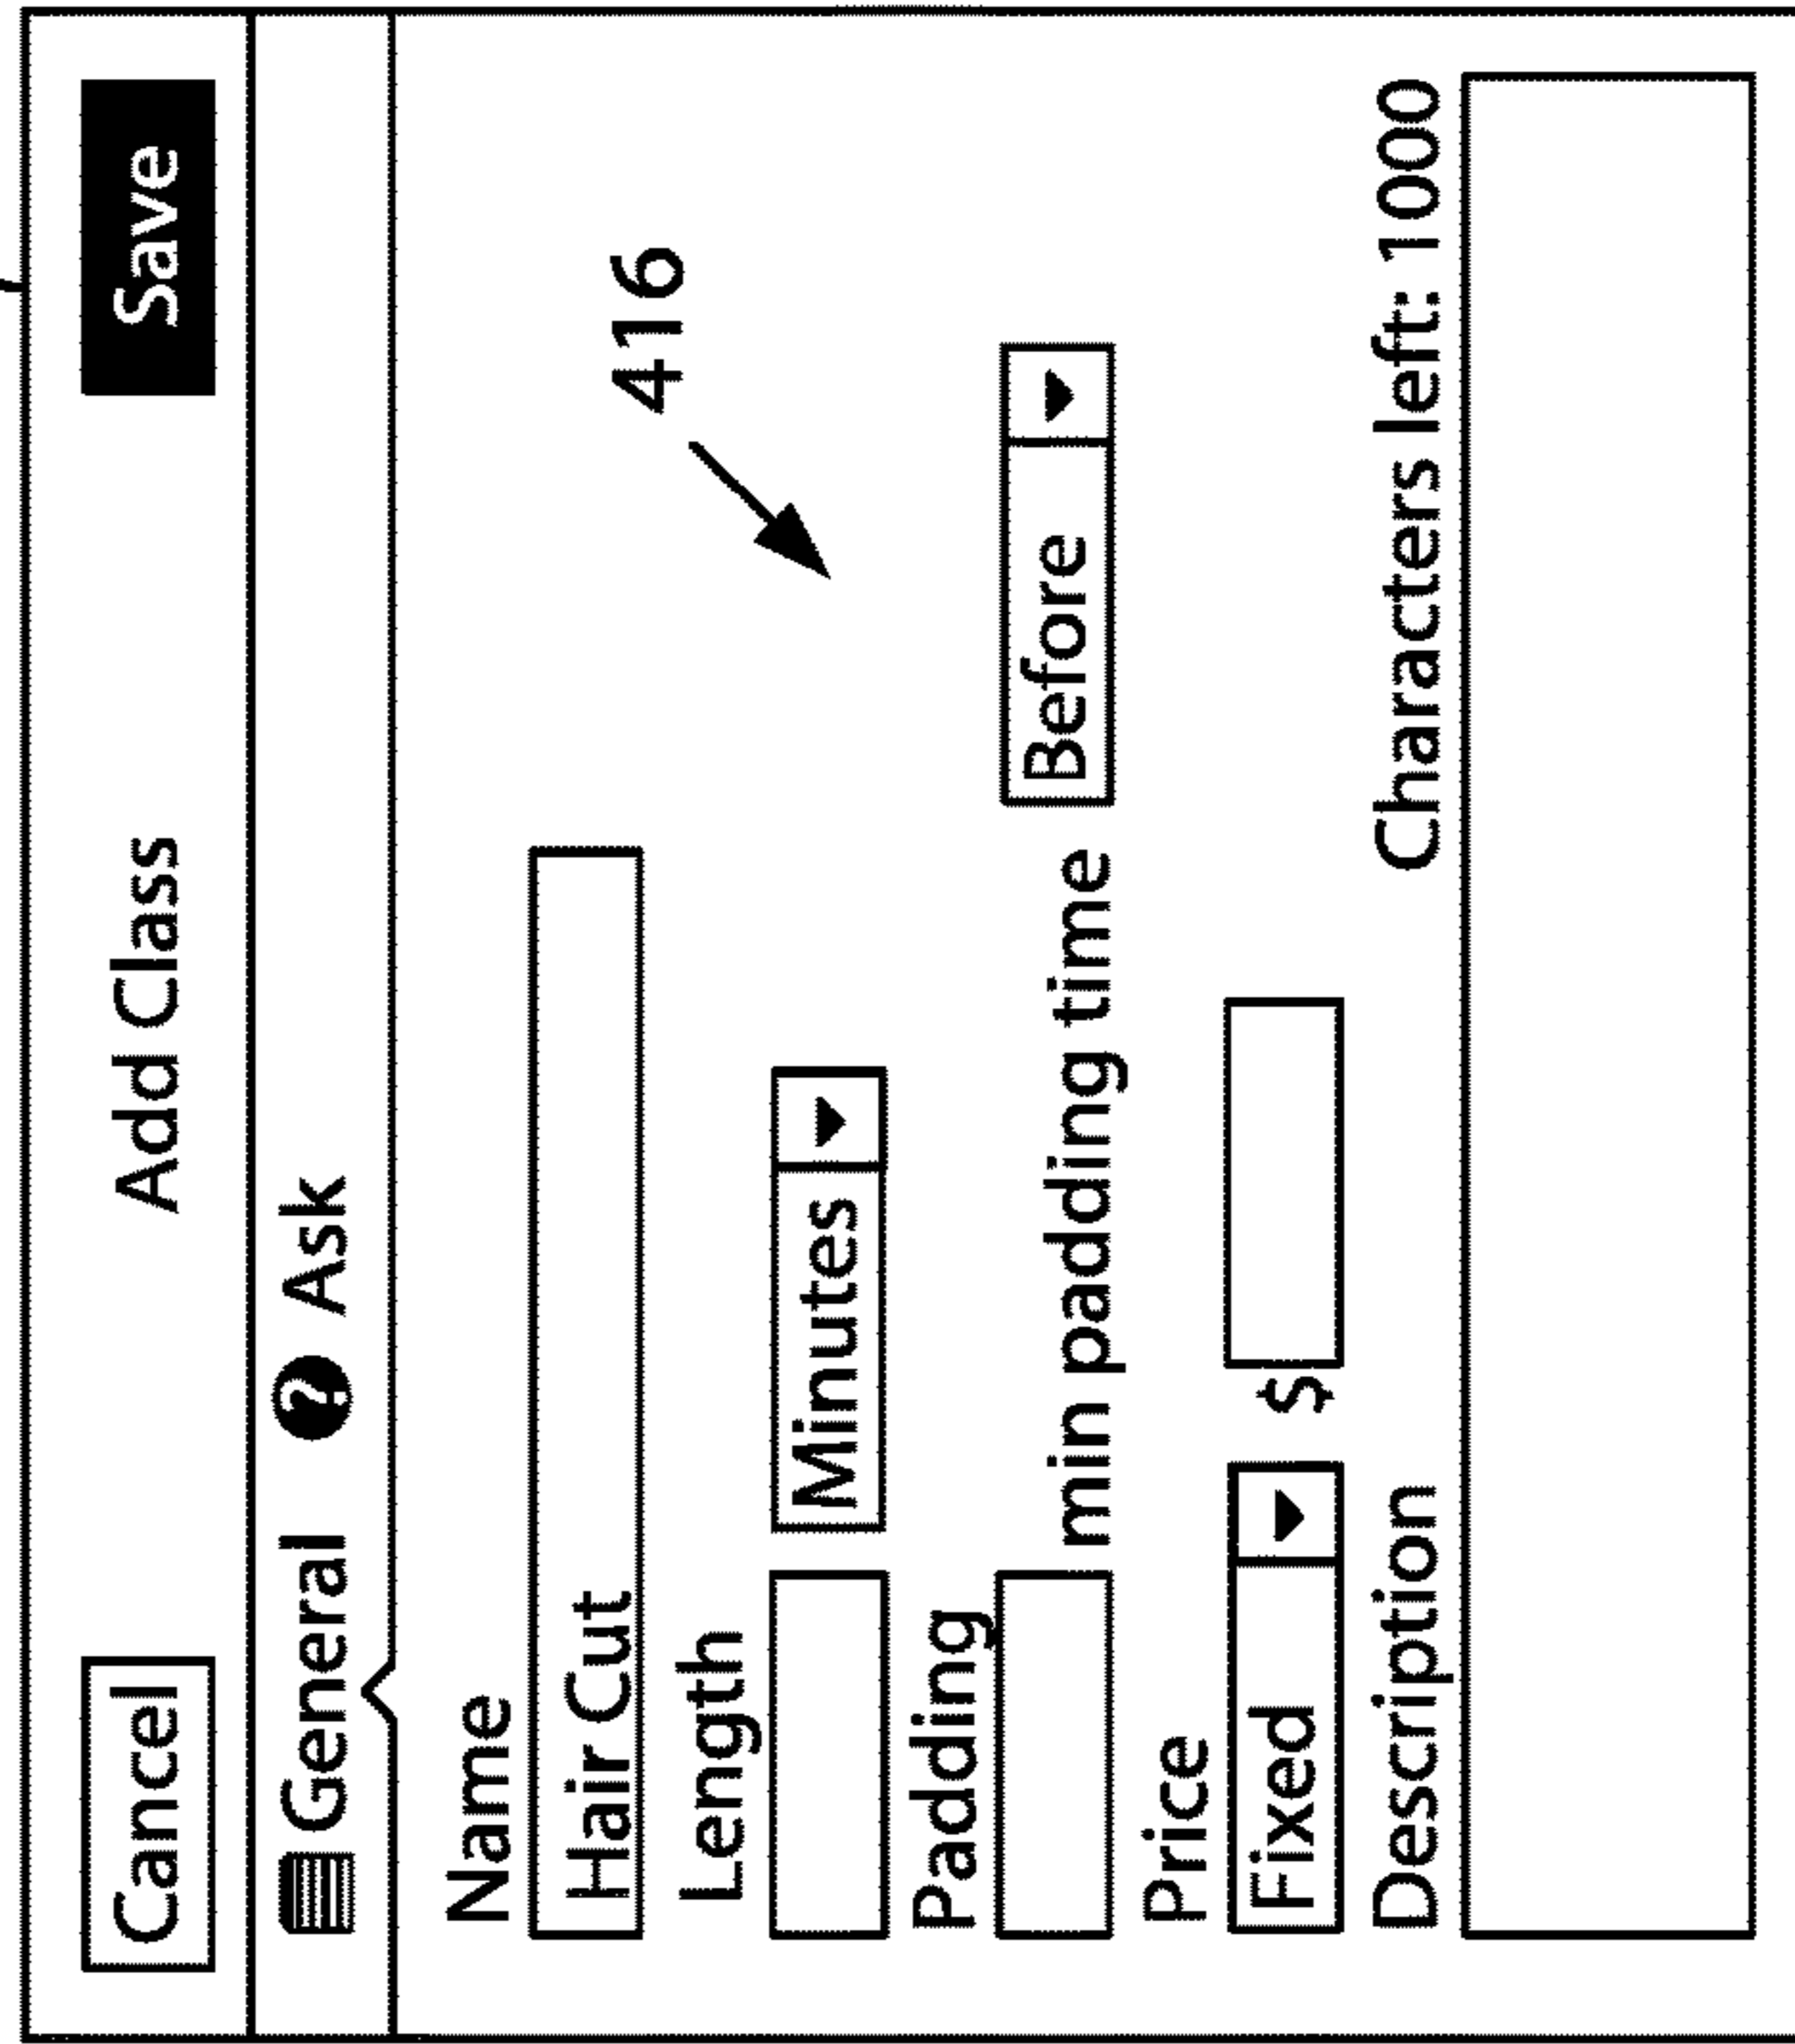 Cancel Add Class Save
General ? Ask
Name
Hair Cut
416
Length
Minutes
Padding
min padding time Before
Price
Fixed $
Description Characters left: 1000